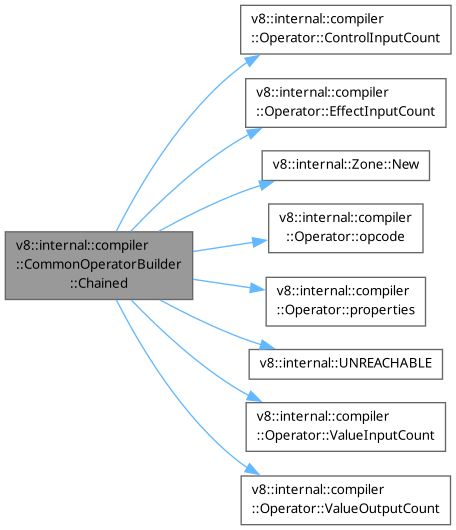 v8::internal::compiler
::Operator::ControlInputCount
v8::internal::compiler
::Operator::EffectInputCount
v8::internal::Zone::New
v8::internal::compiler
::Operator::opcode
v8::internal::compiler
::CommonOperatorBuilder
::Chained
v8::internal::compiler
::Operator::properties
v8::internal::UNREACHABLE
v8::internal::compiler
::Operator::ValueInputCount
v8::internal::compiler
::Operator::ValueOutputCount